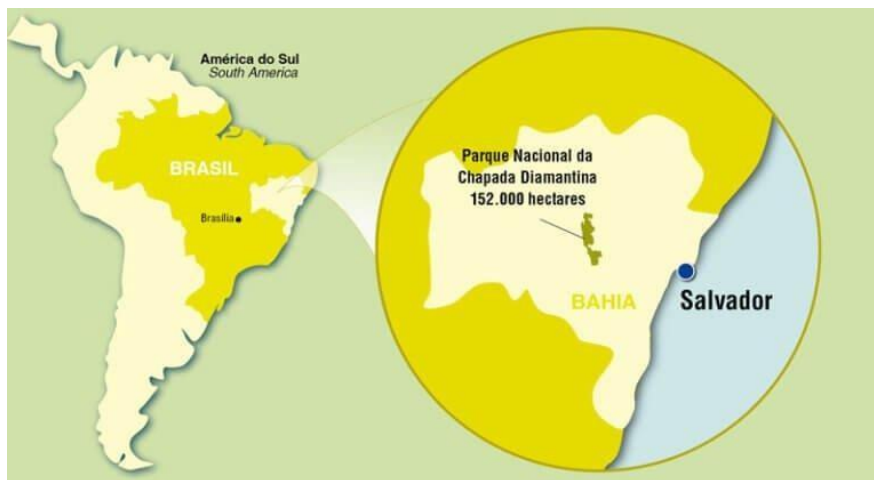 América do Sul
South America
BRASIL
Brasília
Parque Nacional da
Chapada Diamantina
152.000 hectares
BAHIA
Salvador